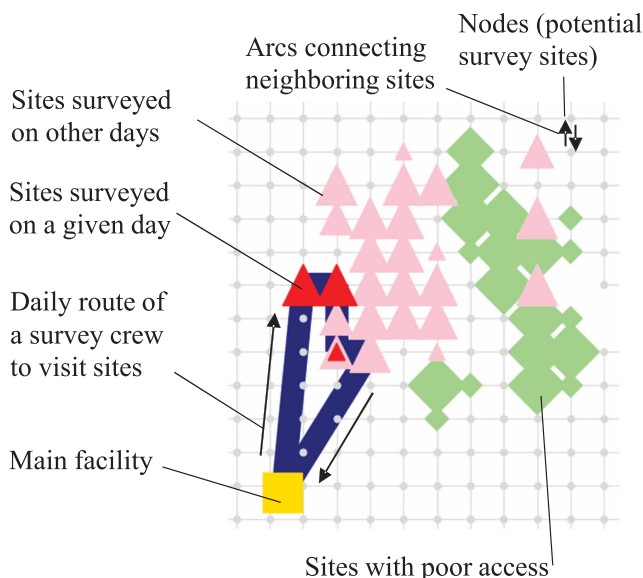 Nodes (potential
survey sites)
Arcs connecting
neighboring sites
Sites surveyed
on other days
Sites surveyed
on a given day
Daily route of
a survey crew
to visit sites
Main facility
Sites with poor access